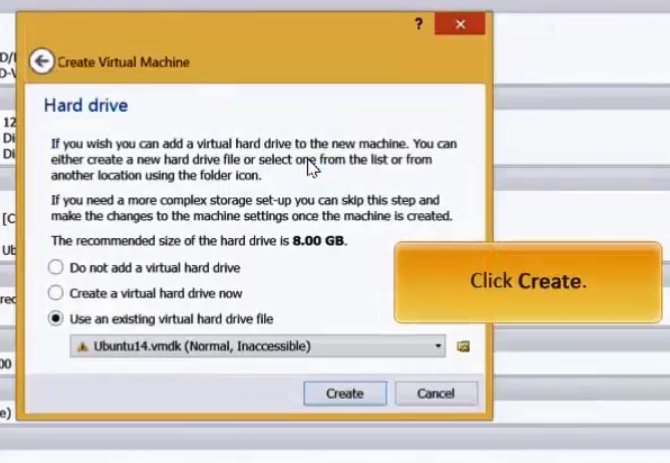 ?
Create Virtual Machine
Hard drive
If you wish you can add a virtual hard drive to the new machine. You can
either create a new hard drive file or select one from the list or from
another location using the folder icon.
If you need a more complex storage set-up you can skip this step and
make the changes to the machine settings once the machine is created.
The recommended size of the hard drive is 8.00 GB.
Do not add a virtual hard drive
Create a virtual hard drive now
Use an existing virtual hard drive file
Ubuntu14.vmdk (Normal, Inaccessible)
Create Cancel
Click Create.
12
Di
Di
[C
Ub
00
e)